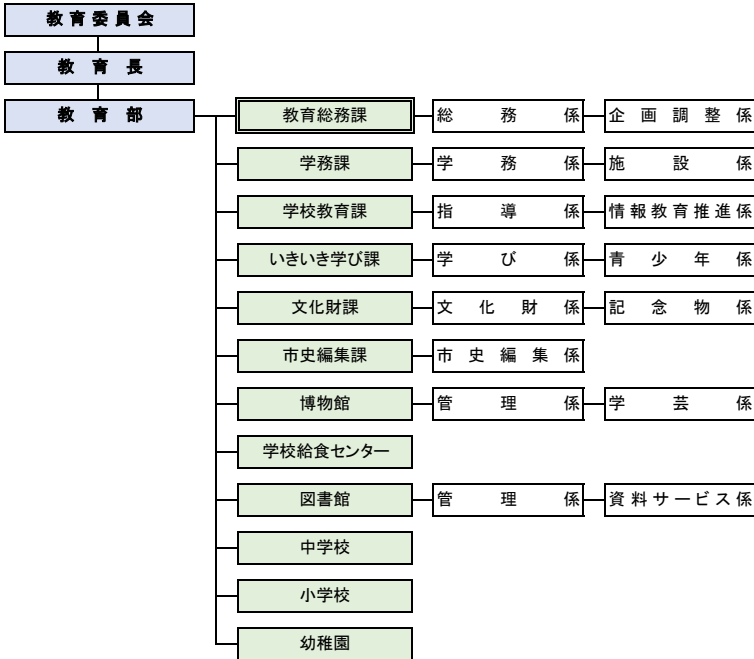 教育委員会
教育長
教育部
教育総務課 総務係 企画調整係
学務課 学務係 施設係
学校教育課 指導係 情報教育推進係
いきいき学び課 学び係 青少年係
文化財課 文化財係 記念物係
市史編集課 市史編集係
博物館 管理係 学芸係
学校給食センター
図書館 管理係 資料サービス係
中学校
小学校
幼稚園